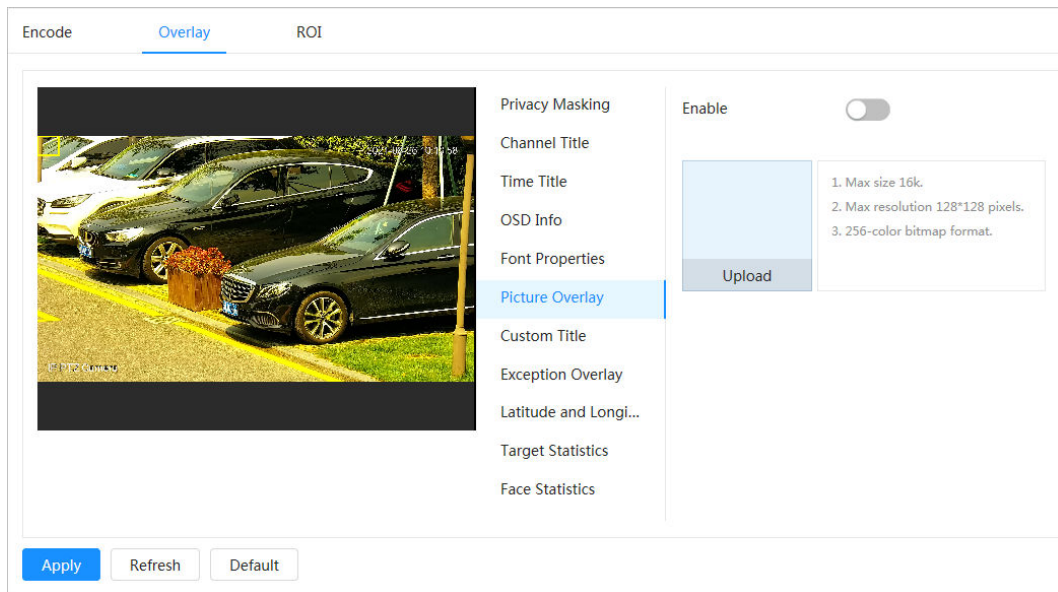 Encode
Overlay
ROI
Privacy Masking
Channel Title
Time Title
OSD Info
Font Properties
Picture Overlay
Custom Title
Exception Overlay
Latitude and Longi...
Target Statistics
Face Statistics
Enable
Upload
1. Max size 16k.
2. Max resolution 128*128 pixels.
3. 256-color bitmap format.
Apply
Refresh
Default